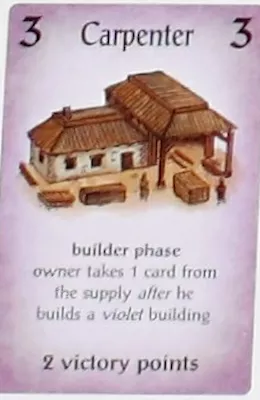 3 Carpenter 3
builder phase
owner takes 1 card from
the supply after he
builds a violet building
2 victory points